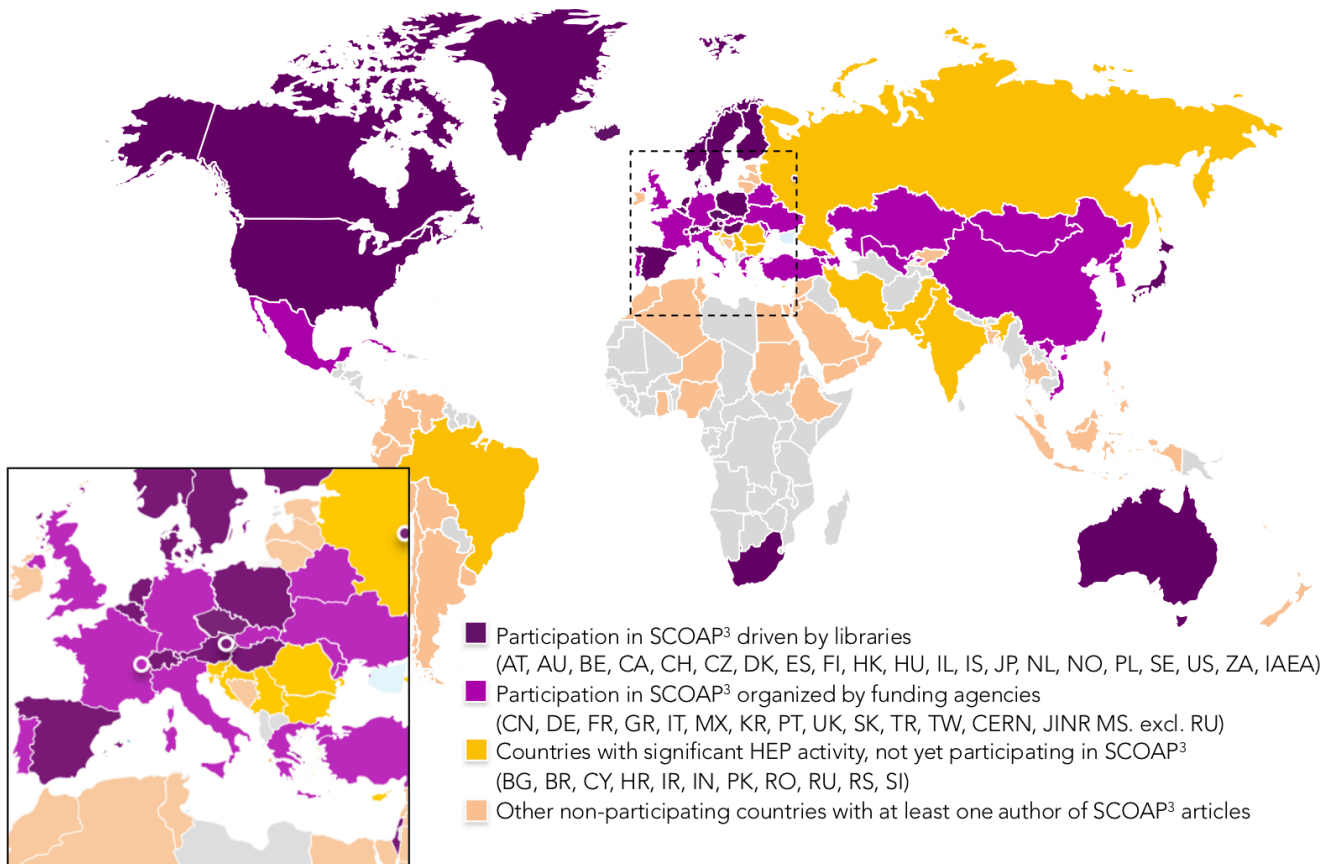 Participation in SCOAP³ driven by libraries
(AT, AU, BE, CA, CH, CZ, DK, ES, FI, HK, HU, IL, IS, JP, NL, NO, PL, SE, US, ZA, IAEA)
Participation in SCOAP³ organized by funding agencies
(CN, DE, FR, GR, IT, MX, KR, PT, UK, SK, TR, TW, CERN, JINR MS. excl. RU)
Countries with significant HEP activity, not yet participating in SCOAP³
(BG, BR, CY, HR, IR, IN, PK, RO, RU, RS, SI)
Other non-participating countries with at least one author of SCOAP³ articles